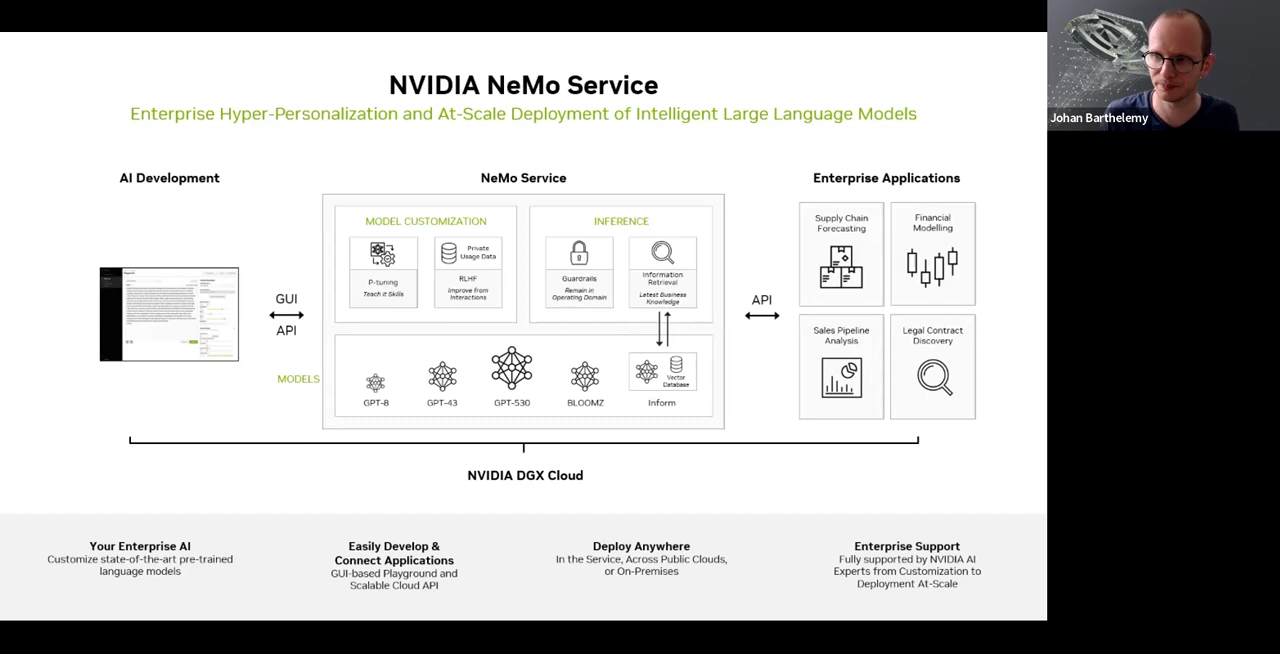 NVIDIA NeMo Service
Enterprise Hyper-Personalization and At-Scale Deployment of Intelligent Large Language Models
Johan Barthelemy
AI Development
NeMo Service
Enterprise Applications
GUI
API
MODEL CUSTOMIZATION
P-tuning
Teach it Skills
Private
Usage Data
RLHF
Improve from
Interactions
INFERENCE
Guardrails
Remain in
Operating Domain
Information
Retrieval
Latest Business
Knowledge
MODELS
GPT-8
GPT-43
GPT-530
BLOOMZ
Vector
Database
Inform
API
Supply Chain
Forecasting
Financial
Modelling
Sales Pipeline
Analysis
Legal Contract
Discovery
NVIDIA DGX Cloud
Your Enterprise AI
Customize state-of-the-art pre-trained
language models
Easily Develop &
Connect Applications
GUI-based Playground and
Scalable Cloud API
Deploy Anywhere
In the Service, Across Public Clouds,
or On-Premises
Enterprise Support
Fully supported by NVIDIA AI
Experts from Customization to
Deployment At-Scale